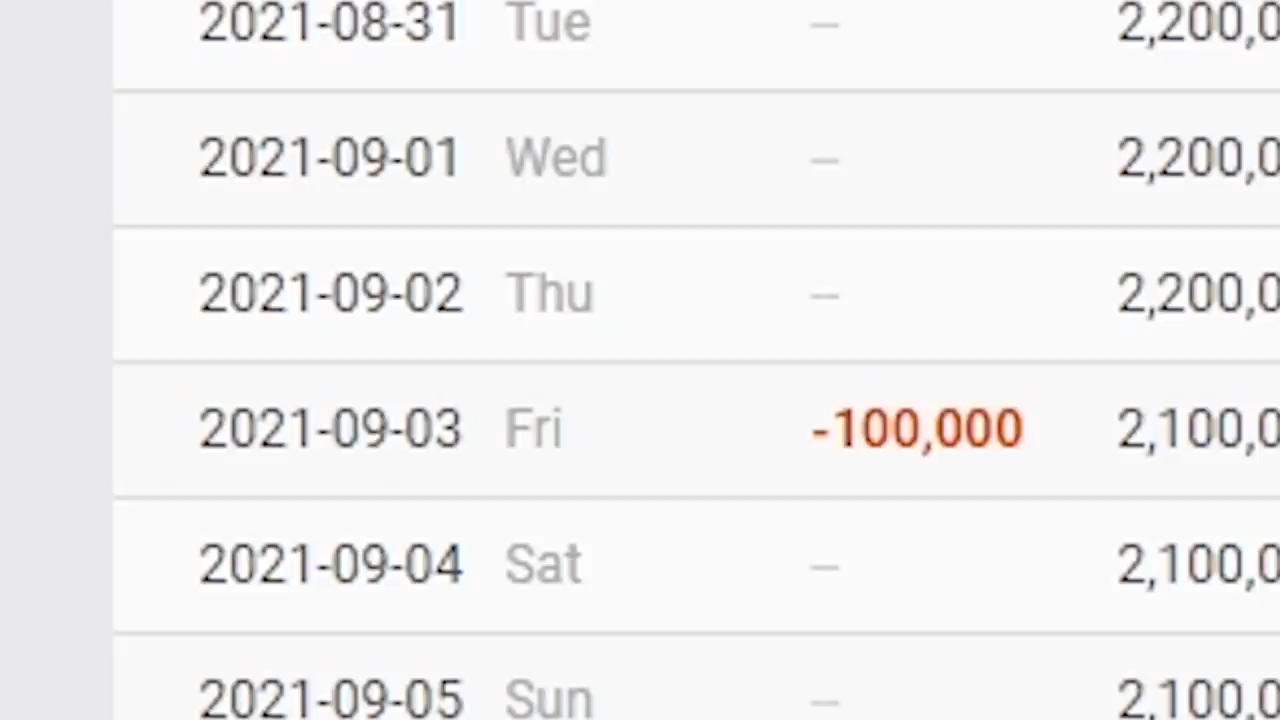 2021-08-31 Tue – 2,200,0
2021-09-01 Wed – 2,200,0
2021-09-02 Thu – 2,200,0
2021-09-03 Fri -100,000 2,100,0
2021-09-04 Sat – 2,100,0
2021-09-05 Sun – 2,100,0